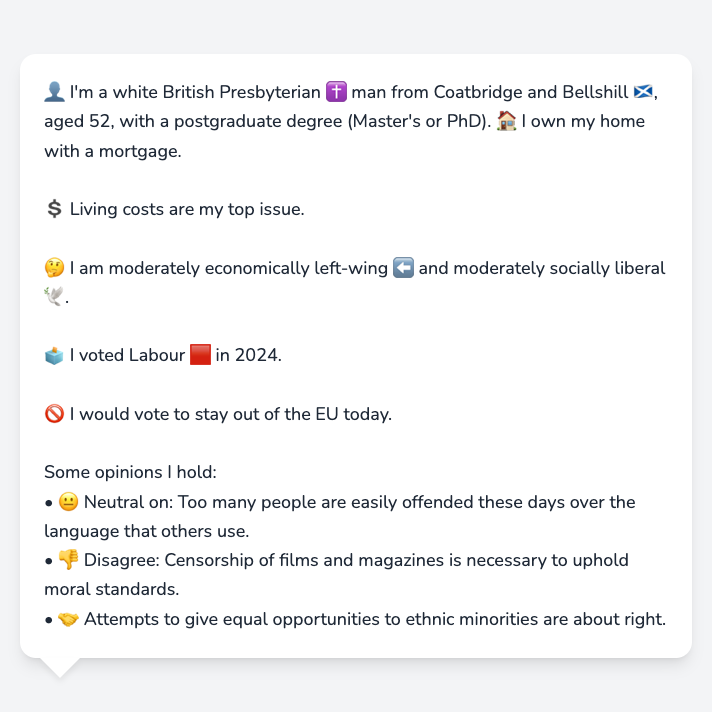 👤 I'm a white British Presbyterian ✝️ man from Coatbridge and Bellshill 🏴󠁧󠁢󠁳󠁣󠁴󠁿,
aged 52, with a postgraduate degree (Master's or PhD). 🏠 I own my home
with a mortgage.
💲 Living costs are my top issue.
🤔 I am moderately economically left-wing ⬅️ and moderately socially liberal
🕊️.
🗳️ I voted Labour 🟥 in 2024.
🚫 I would vote to stay out of the EU today.
Some opinions I hold:
• 😐 Neutral on: Too many people are easily offended these days over the
language that others use.
• 👎 Disagree: Censorship of films and magazines is necessary to uphold
moral standards.
• 🤝 Attempts to give equal opportunities to ethnic minorities are about right.